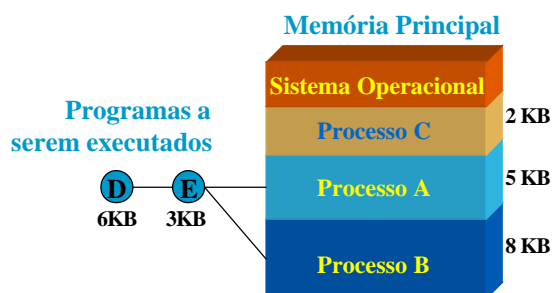 Memória Principal
Sistema Operacional
Programas a
serem executados
2 KB
Processo C
D
E
6KB
3KB
Processo A
5 KB
Processo B
8 KB